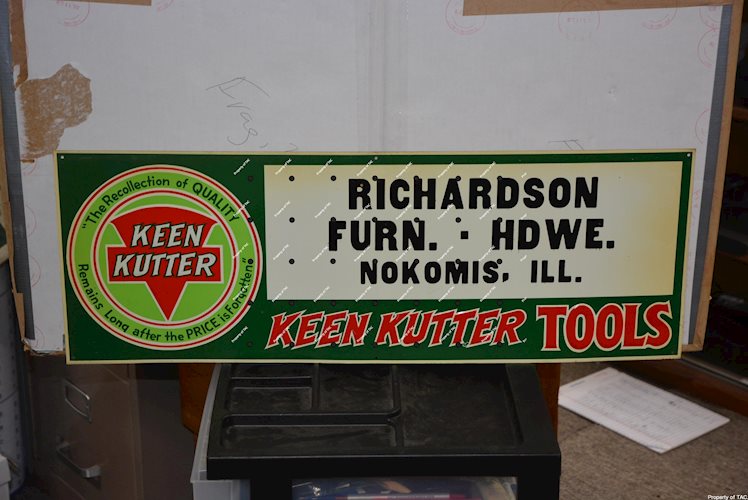 "The Recollection of QUALITY
Remains Long after the PRICE is Forgotten"
KEEN
KUTTER
RICHARDSON
FURN. - HDWE.
NOKOMIS, ILL.
KEEN KUTTER TOOLS
Property of TAC